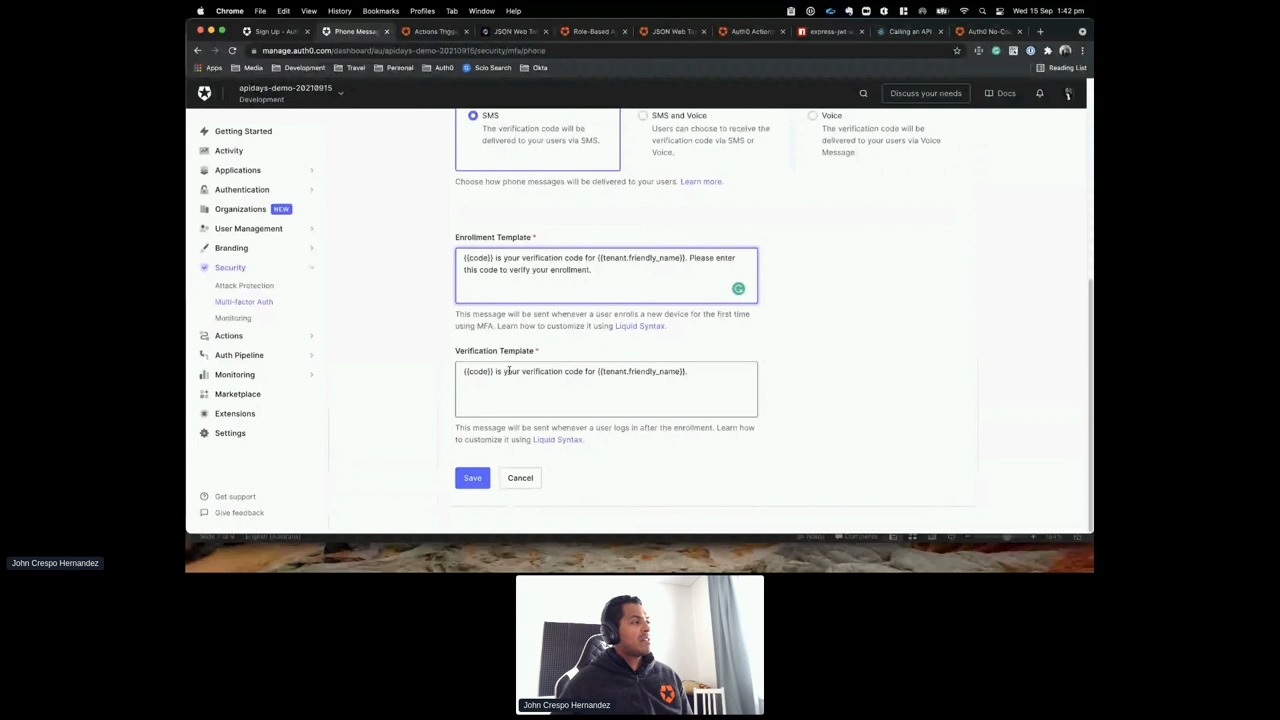 Chrome File Edit View History Bookmarks Profiles Tab Window Help
Wed 15 Sep 1:42 pm
Sign Up - Au
Phone Messa
Actions Trigg
JSON Web To
Role-Based A
JSON Web To
Auth0 Action
express-jwt-
Calling an API
Auth0 No-Co
manage.auth0.com/dashboard/au/apidays-demo-20210915/security/mfa/phone
Apps Media Development Travel Personal Auth0 Sclo Search Okta
Reading List
apidays-demo-20210915
Development
Discuss your needs
Docs
Getting Started
Activity
Applications
Authentication
Organizations NEW
User Management
Branding
Security
Attack Protection
Multi-factor Auth
Monitoring
Actions
Auth Pipeline
Monitoring
Marketplace
Extensions
Settings
Get support
Give feedback
SMS
The verification code will be
delivered to your users via SMS.
SMS and Voice
Users can choose to receive the
verification code via SMS or
Voice.
Voice
The verification code will be
delivered to your users via Voice
Message.
Choose how phone messages will be delivered to your users. Learn more.
Enrollment Template *
{{code}} is your verification code for {{tenant.friendly_name}}. Please enter
this code to verify your enrollment.
This message will be sent whenever a user enrolls a new device for the first time
using MFA. Learn how to customize it using Liquid Syntax.
Verification Template *
{{code}} is your verification code for {{tenant.friendly_name}}.
This message will be sent whenever a user logs in after the enrollment. Learn how
to customize it using Liquid Syntax.
Save
Cancel
English (Australia)
Comments
John Crespo Hernandez
John Crespo Hernandez